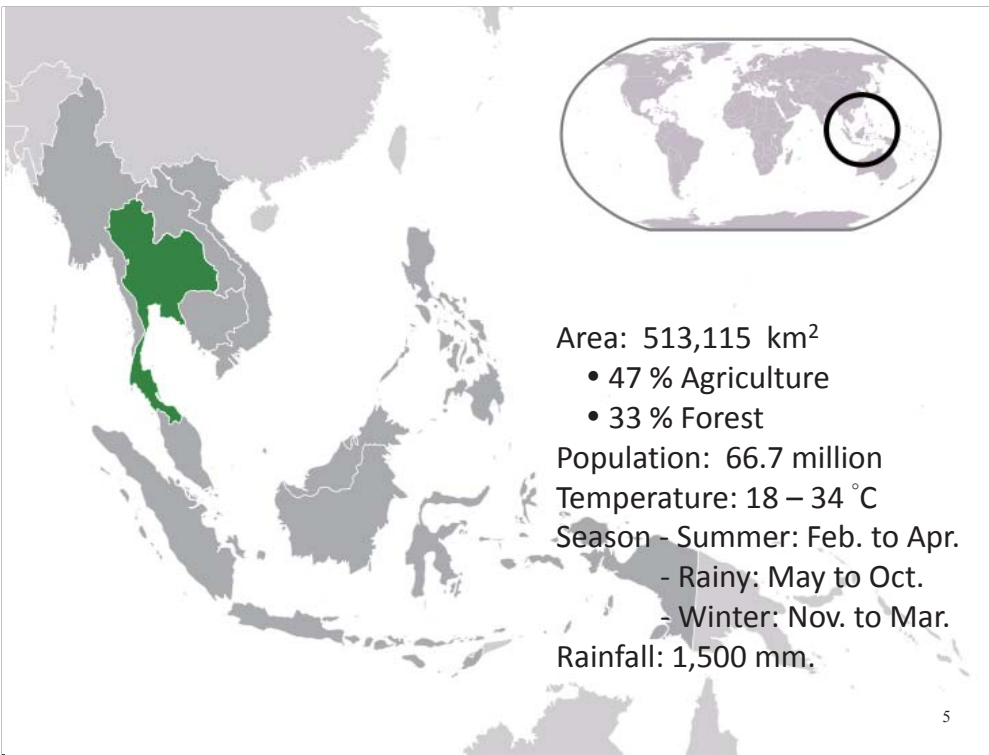 Area: 513,115 km²
• 47 % Agriculture
• 33 % Forest
Population: 66.7 million
Temperature: 18 – 34 °C
Season - Summer: Feb. to Apr.
- Rainy: May to Oct.
- Winter: Nov. to Mar.
Rainfall: 1,500 mm.
5